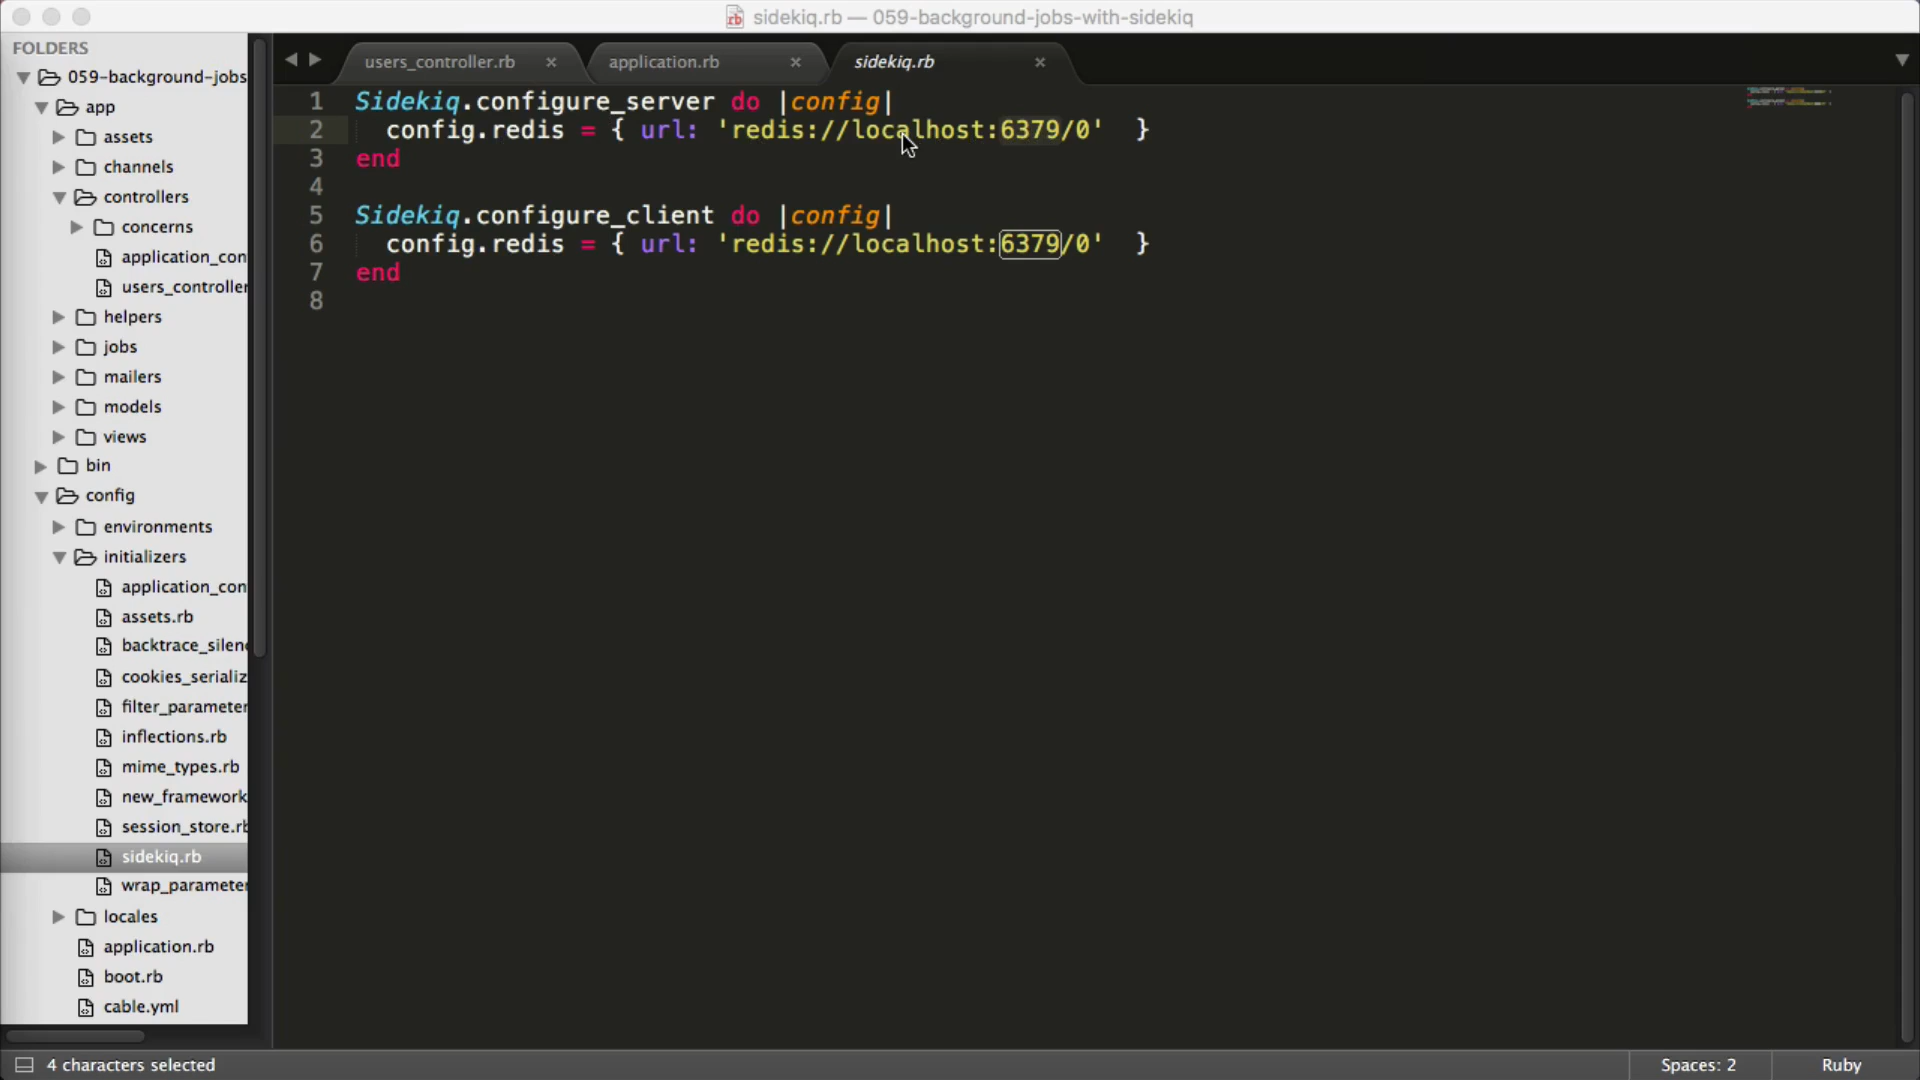 sidekiq.rb — 059-background-jobs-with-sidekiq
FOLDERS
059-background-jobs
app
assets
channels
controllers
concerns
application_con
users_controller
helpers
jobs
mailers
models
views
bin
config
environments
initializers
application_con
assets.rb
backtrace_silenc
cookies_serializ
filter_parameter
inflections.rb
mime_types.rb
new_framework
session_store.rb
sidekiq.rb
wrap_parameter
locales
application.rb
boot.rb
cable.yml
users_controller.rb × application.rb × sidekiq.rb ×
1 Sidekiq.configure_server do |config|
2   config.redis = { url: 'redis://localhost:6379/0'  }
3 end
4
5 Sidekiq.configure_client do |config|
6   config.redis = { url: 'redis://localhost:6379/0'  }
7 end
8
4 characters selected
Spaces: 2
Ruby